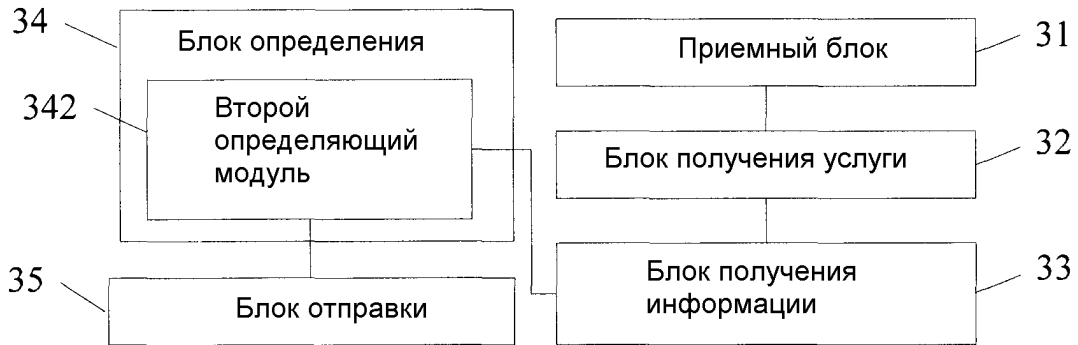 34
Блок определения
342
Второй
определяющий
модуль
35
Блок отправки
Приемный блок
31
Блок получения услуги
32
Блок получения
информации
33